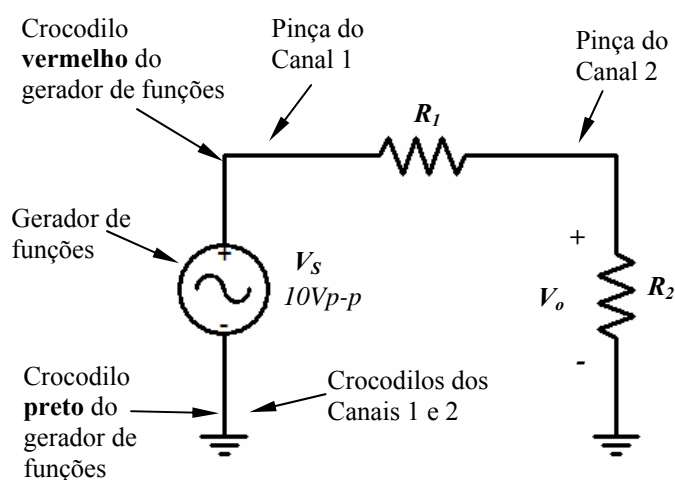 Crocodilo
vermelho do
gerador de funções
Pinça do
Canal 1
Pinça do
Canal 2
R1
Gerador de
funções
+
-
VS
10Vp-p
+
Vo
-
R2
Crocodilo
preto do
gerador de
funções
Crocodilos dos
Canais 1 e 2